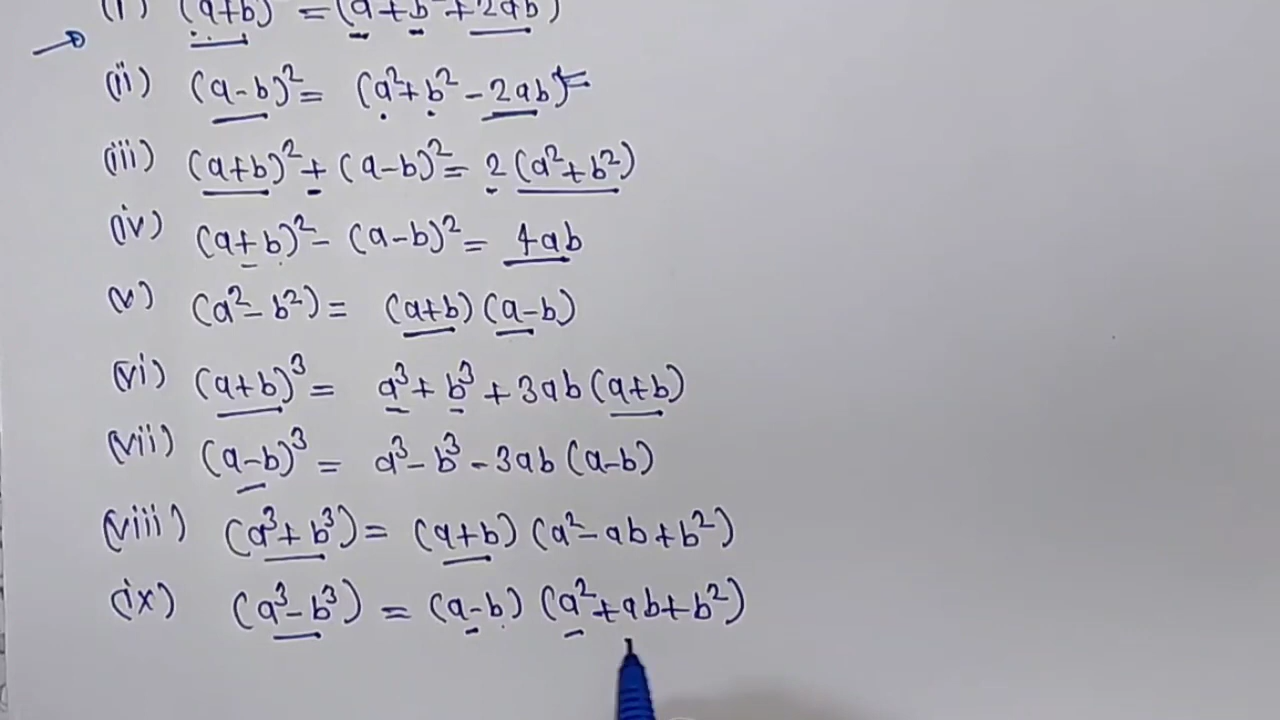 (i) (a+b) = (a + b + 2ab)
(ii) (a-b)² = (a² + b² - 2ab)
(iii) (a+b)² + (a-b)² = 2(a²+b²)
(iv) (a+b)² - (a-b)² = 4ab
(v) (a² - b²) = (a+b)(a-b)
(vi) (a+b)³ = a³ + b³ + 3ab(a+b)
(vii) (a-b)³ = a³ - b³ - 3ab(a-b)
(viii) (a³ + b³) = (a+b)(a² - ab + b²)
(ix) (a³ - b³) = (a-b)(a² + ab + b²)